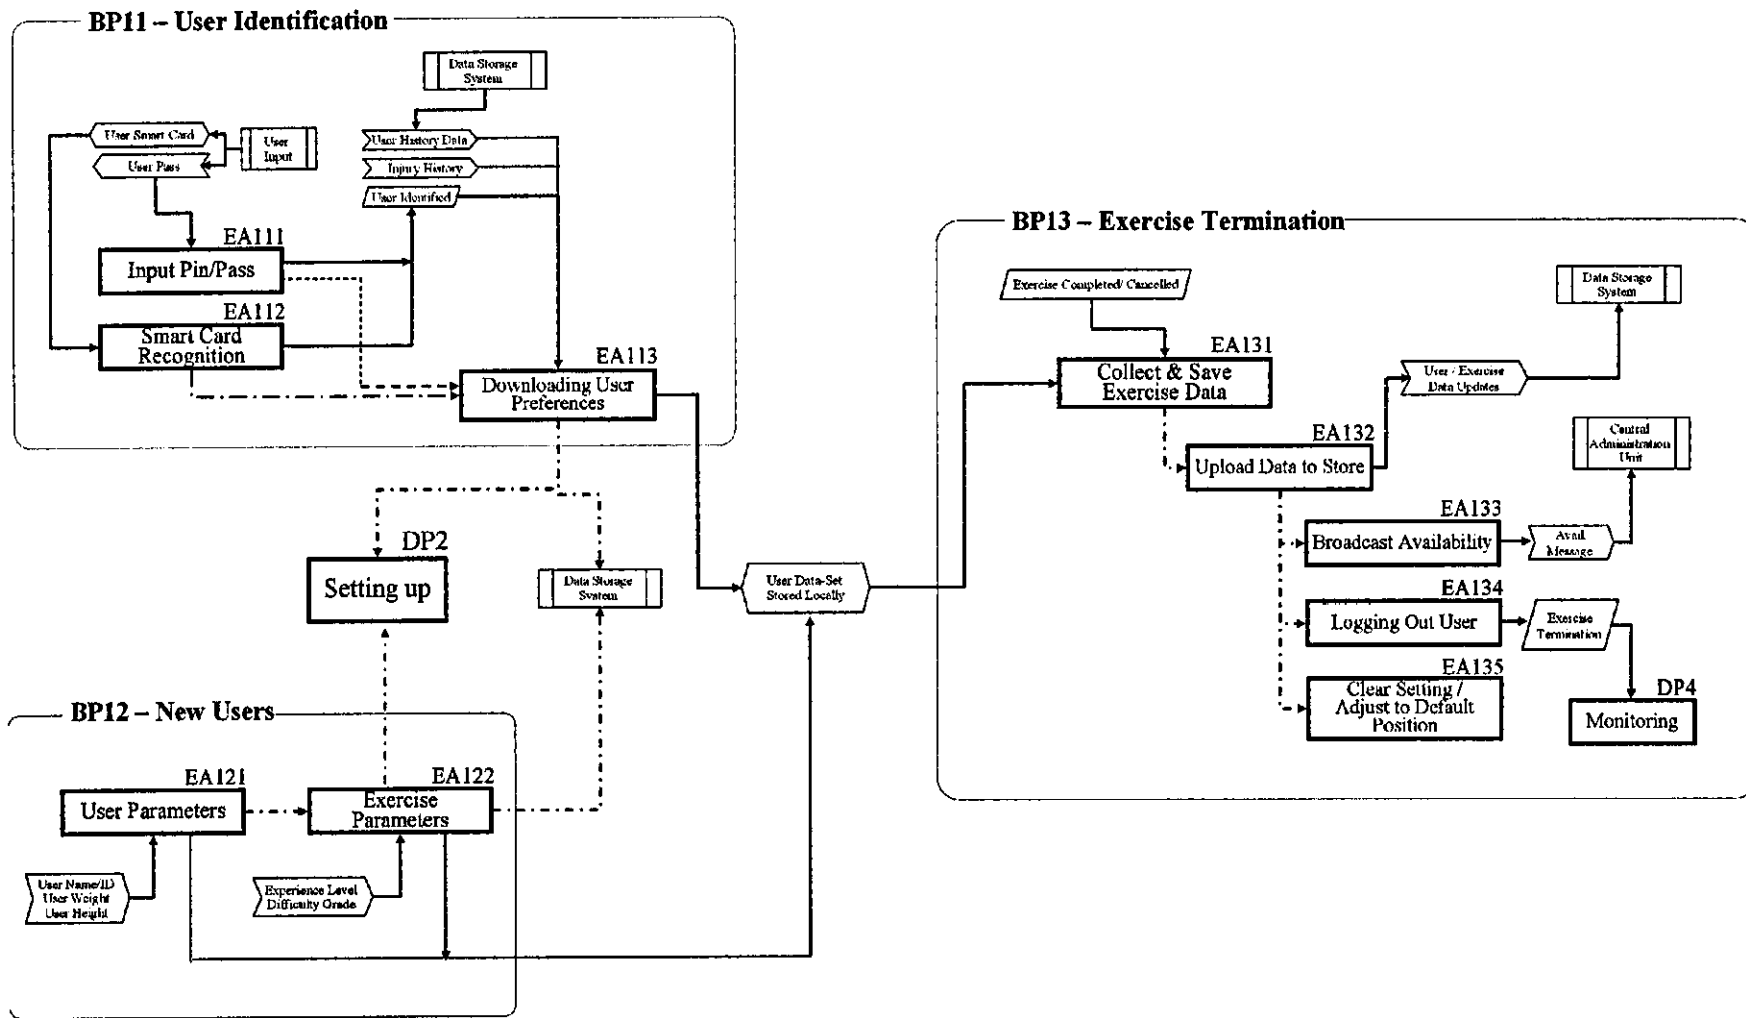 BP11 – User Identification
Data Storage
System
User Smart Card
User Pass
User
Input
User History Data
Injury History
User Identified
EA111
Input Pin/Pass
EA112
Smart Card
Recognition
EA113
Downloading User
Preferences
DP2
Setting up
Data Storage
System
User Data-Set
Stored Locally
BP12 – New Users
EA121
User Parameters
EA122
Exercise
Parameters
User Name/ID
User Weight
User Height
Experience Level
Difficulty Grade
BP13 – Exercise Termination
Exercise Completed/ Cancelled
Data Storage
System
EA131
Collect & Save
Exercise Data
User / Exercise
Data Updates
EA132
Upload Data to Store
Central
Administration
Unit
EA133
Broadcast Availability
Avail.
Message
EA134
Logging Out User
Exercise
Termination
EA135
Clear Setting /
Adjust to Default
Position
DP4
Monitoring